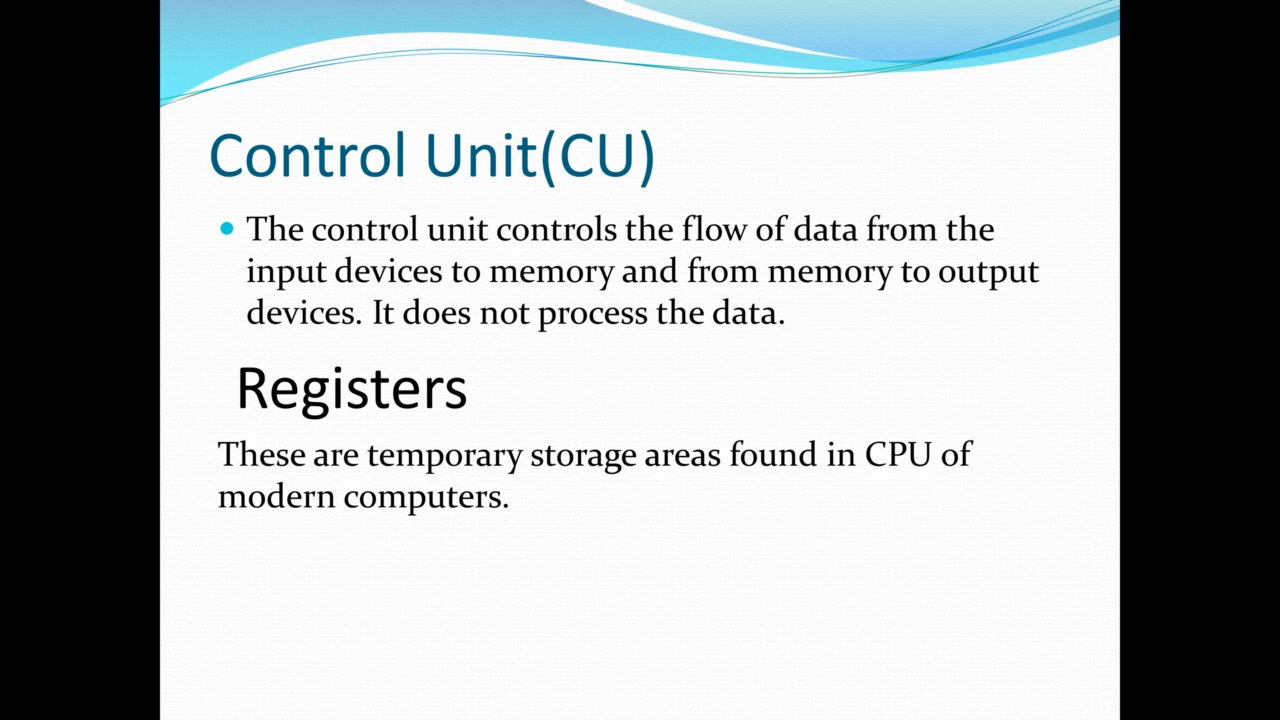 Control Unit(CU)
• The control unit controls the flow of data from the
input devices to memory and from memory to output
devices. It does not process the data.
Registers
These are temporary storage areas found in CPU of
modern computers.